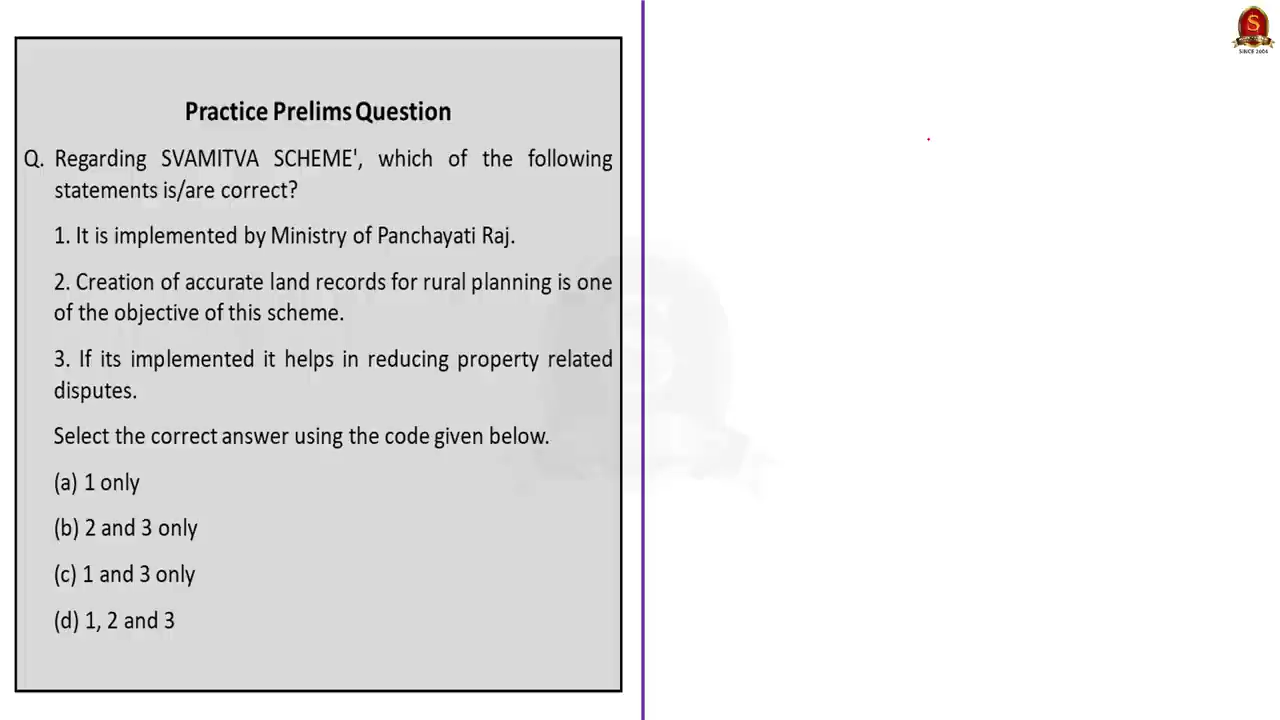 Practice Prelims Question
Q. Regarding SVAMITVA SCHEME', which of the following
statements is/are correct?
1. It is implemented by Ministry of Panchayati Raj.
2. Creation of accurate land records for rural planning is one
of the objective of this scheme.
3. If its implemented it helps in reducing property related
disputes.
Select the correct answer using the code given below.
(a) 1 only
(b) 2 and 3 only
(c) 1 and 3 only
(d) 1, 2 and 3
S
SINCE 2004